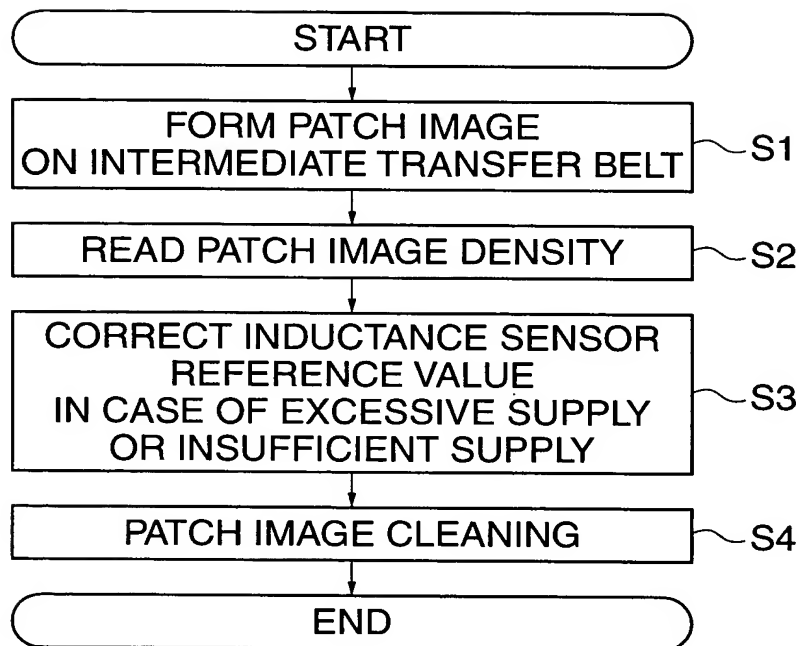 START
FORM PATCH IMAGE
ON INTERMEDIATE TRANSFER BELT
S1
READ PATCH IMAGE DENSITY
S2
CORRECT INDUCTANCE SENSOR
REFERENCE VALUE
IN CASE OF EXCESSIVE SUPPLY
OR INSUFFICIENT SUPPLY
S3
PATCH IMAGE CLEANING
S4
END